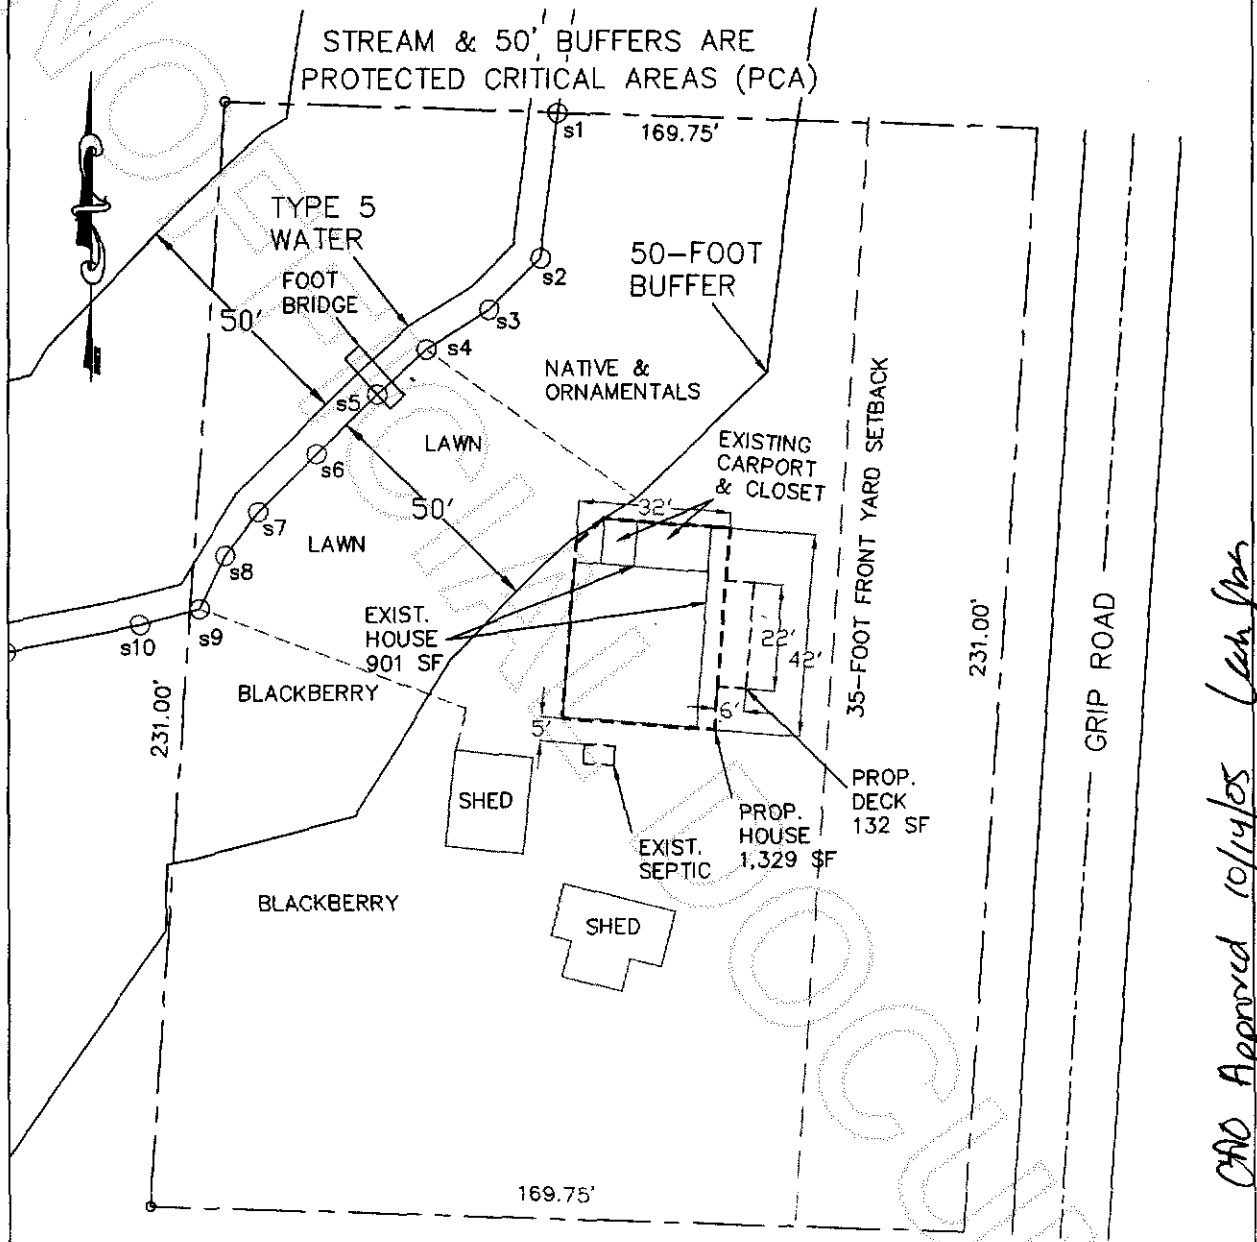 STREAM & 50' BUFFERS ARE
PROTECTED CRITICAL AREAS (PCA)
s1
169.75'
TYPE 5
WATER
FOOT
BRIDGE
50'
s2
50-FOOT
BUFFER
s3
s4
NATIVE &
ORNAMENTALS
s5
LAWN
s6
EXISTING
CARPORT
& CLOSET
35-FOOT FRONT YARD SETBACK
50'
32'
s7
LAWN
s8
s9
s10
EXIST.
HOUSE
901 SF
22'
42'
6'
5'
BLACKBERRY
231.00'
231.00'
GRIP ROAD
SHED
PROP.
DECK
132 SF
PROP.
HOUSE
1,329 SF
EXIST.
SEPTIC
BLACKBERRY
SHED
169.75'
CAO Approved 10/14/05
DOCU